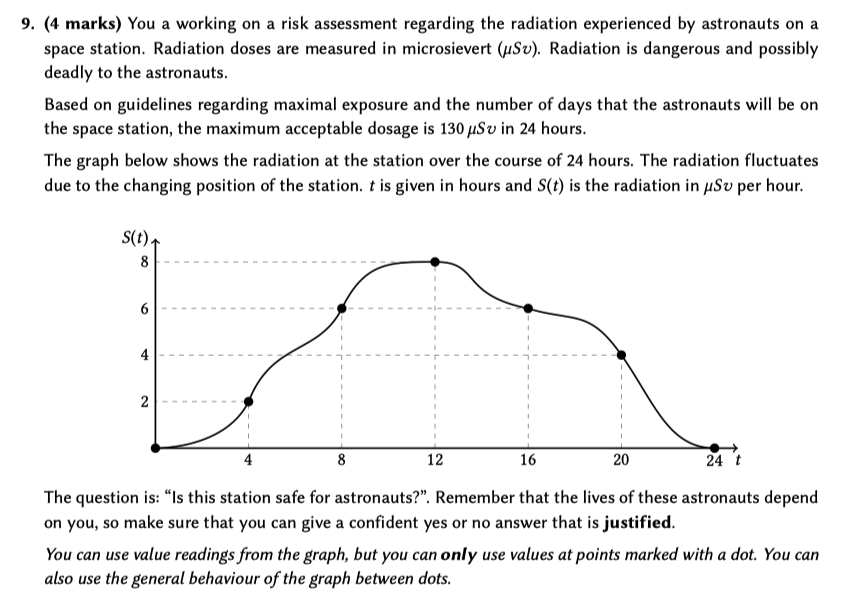 9. (4 marks) You a working on a risk assessment regarding the radiation experienced by astronauts on a
space station. Radiation doses are measured in microsievert (μSv). Radiation is dangerous and possibly
deadly to the astronauts.
Based on guidelines regarding maximal exposure and the number of days that the astronauts will be on
the space station, the maximum acceptable dosage is 130 μSv in 24 hours.
The graph below shows the radiation at the station over the course of 24 hours. The radiation fluctuates
due to the changing position of the station. t is given in hours and S(t) is the radiation in μSv per hour.
S(t)
8
6
4
2
4 8 12 16 20 24 t
The question is: “Is this station safe for astronauts?”. Remember that the lives of these astronauts depend
on you, so make sure that you can give a confident yes or no answer that is justified.
You can use value readings from the graph, but you can only use values at points marked with a dot. You can
also use the general behaviour of the graph between dots.